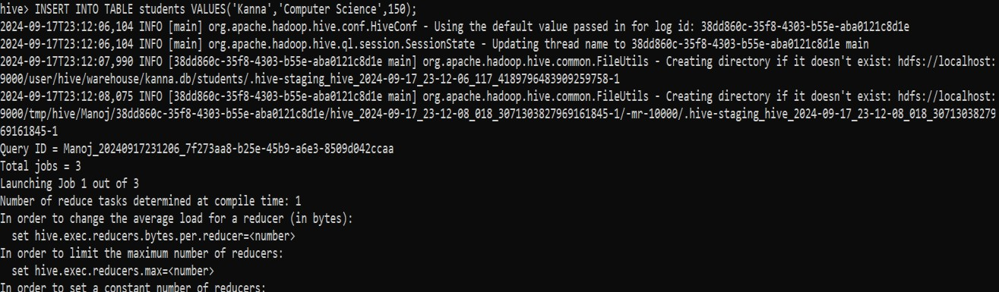 hive> INSERT INTO TABLE students VALUES('Kanna','Computer Science',150);
2024-09-17T23:12:06,104 INFO [main] org.apache.hadoop.hive.conf.HiveConf - Using the default value passed in for log id: 38dd860c-35f8-4303-b55e-aba0121c8d1e
2024-09-17T23:12:06,104 INFO [main] org.apache.hadoop.hive.ql.session.SessionState - Updating thread name to 38dd860c-35f8-4303-b55e-aba0121c8d1e main
2024-09-17T23:12:07,990 INFO [38dd860c-35f8-4303-b55e-aba0121c8d1e main] org.apache.hadoop.hive.common.FileUtils - Creating directory if it doesn't exist: hdfs://localhost:
9000/user/hive/warehouse/kanna.db/students/.hive-staging_hive_2024-09-17_23-12-06_117_4189796483909259758-1
2024-09-17T23:12:08,075 INFO [38dd860c-35f8-4303-b55e-aba0121c8d1e main] org.apache.hadoop.hive.common.FileUtils - Creating directory if it doesn't exist: hdfs://localhost:
9000/tmp/hive/Manoj/38dd860c-35f8-4303-b55e-aba0121c8d1e/hive_2024-09-17_23-12-08_018_3071303827969161845-1/-mr-10000/.hive-staging_hive_2024-09-17_23-12-08_018_30713038279
69161845-1
Query ID = Manoj_20240917231206_7f273aa8-b25e-45b9-a6e3-8509d042ccaa
Total jobs = 3
Launching Job 1 out of 3
Number of reduce tasks determined at compile time: 1
In order to change the average load for a reducer (in bytes):
  set hive.exec.reducers.bytes.per.reducer=<number>
In order to limit the maximum number of reducers:
  set hive.exec.reducers.max=<number>
In order to set a constant number of reducers: